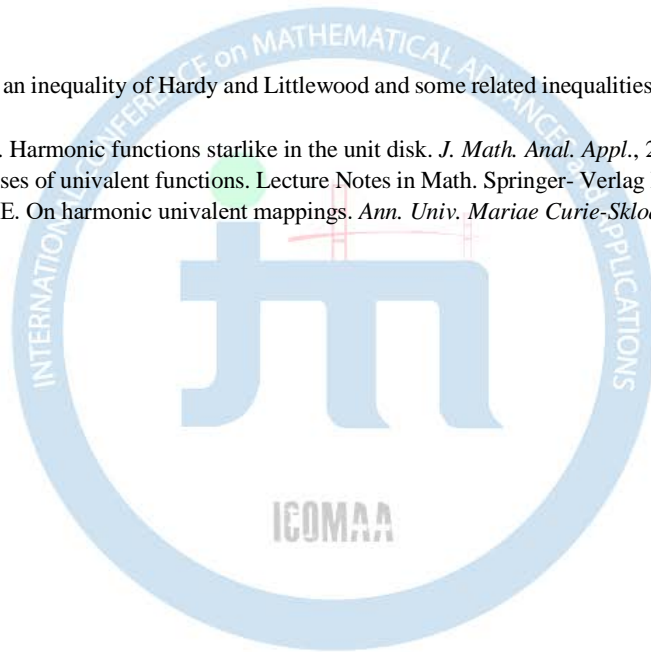 an inequality of Hardy and Littlewood and some related inequalities
. Harmonic functions starlike in the unit disk. J. Math. Anal. Appl., 2
ses of univalent functions. Lecture Notes in Math. Springer- Verlag
E. On harmonic univalent mappings. Ann. Univ. Mariae Curie-Sklo
INTERNATIONAL CONFERENCE on MATHEMATICAL ADVANCES and APPLICATIONS
ICOMAA